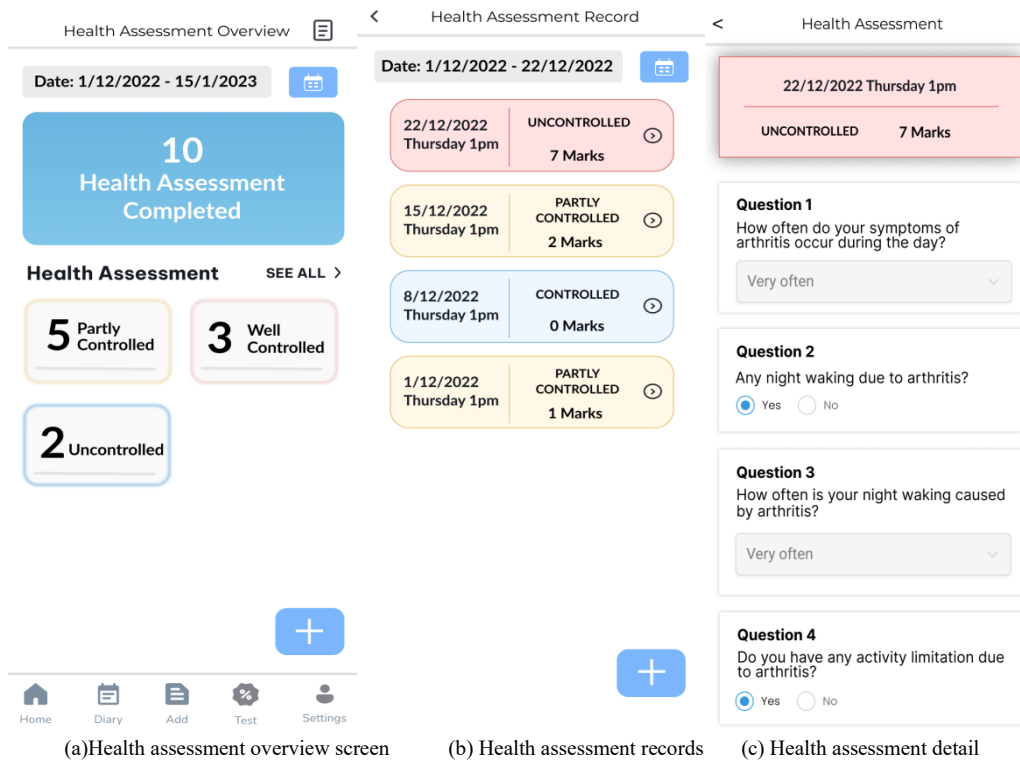 Health Assessment Overview
Date: 1/12/2022 - 15/1/2023
10
Health Assessment
Completed
Health Assessment
SEE ALL >
5 Partly
Controlled
3 Well
Controlled
2 Uncontrolled
Home
Diary
Add
Test
Settings
(a)Health assessment overview screen
Health Assessment Record
Date: 1/12/2022 - 22/12/2022
22/12/2022
Thursday 1pm
UNCONTROLLED
7 Marks
15/12/2022
Thursday 1pm
PARTLY
CONTROLLED
2 Marks
8/12/2022
Thursday 1pm
CONTROLLED
0 Marks
1/12/2022
Thursday 1pm
PARTLY
CONTROLLED
1 Marks
(b) Health assessment records
Health Assessment
22/12/2022 Thursday 1pm
UNCONTROLLED 7 Marks
Question 1
How often do your symptoms of
arthritis occur during the day?
Very often
Question 2
Any night waking due to arthritis?
Yes No
Question 3
How often is your night waking caused
by arthritis?
Very often
Question 4
Do you have any activity limitation due
to arthritis?
Yes No
(c) Health assessment detail